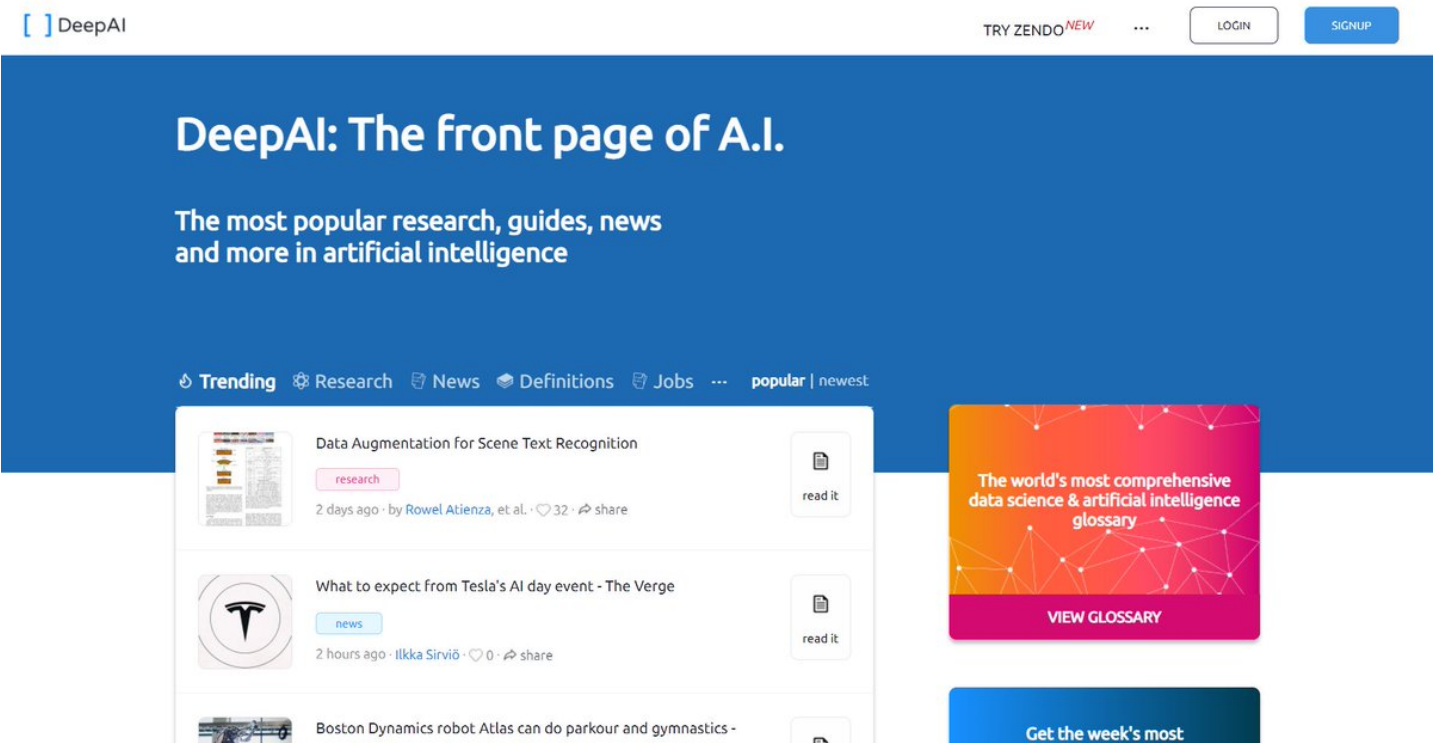 [ ] DeepAI
TRY ZENDO NEW
...
LOGIN
SIGNUP
DeepAI: The front page of A.I.
The most popular research, guides, news
and more in artificial intelligence
Trending Research News Definitions Jobs ... popular | newest
Data Augmentation for Scene Text Recognition
research
2 days ago · by Rowel Atienza, et al. · 32 · share
read it
What to expect from Tesla's AI day event - The Verge
news
2 hours ago · Ilkka Sirviö · 0 · share
read it
Boston Dynamics robot Atlas can do parkour and gymnastics -
The world's most comprehensive
data science & artificial intelligence
glossary
VIEW GLOSSARY
Get the week's most